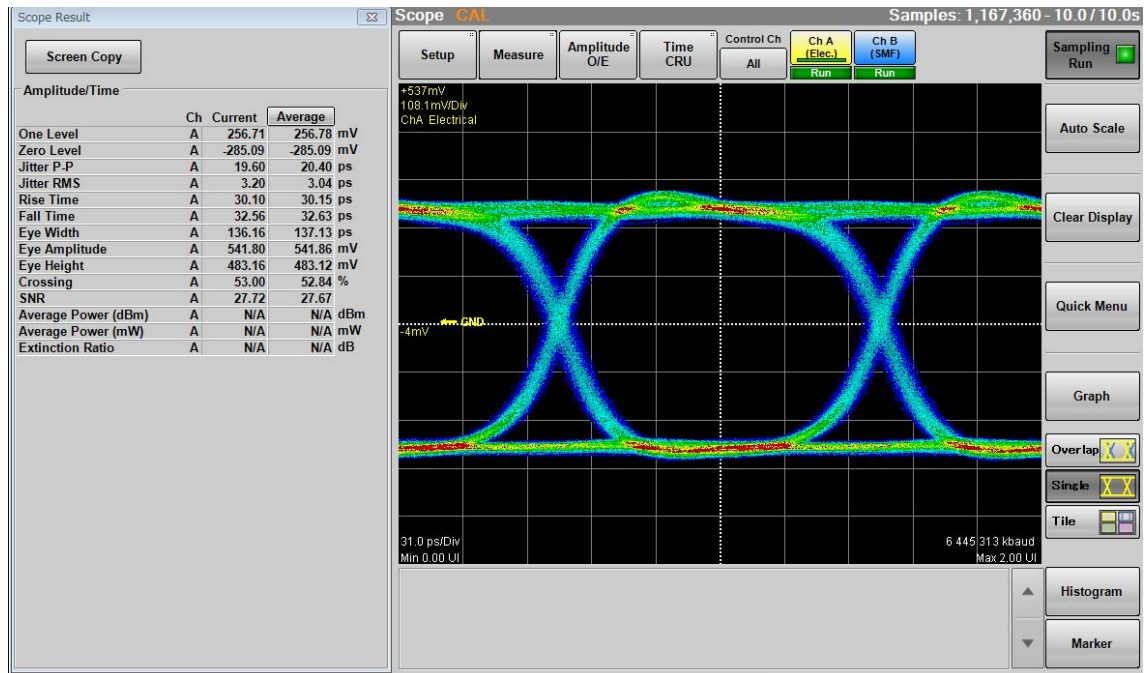 Scope Result
Screen Copy
Amplitude/Time
Ch Current Average
One Level A 256.71 256.78 mV
Zero Level A -285.09 -285.09 mV
Jitter P-P A 19.60 20.40 ps
Jitter RMS A 3.20 3.04 ps
Rise Time A 30.10 30.15 ps
Fall Time A 32.56 32.63 ps
Eye Width A 136.16 137.13 ps
Eye Amplitude A 541.80 541.86 mV
Eye Height A 483.16 483.12 mV
Crossing A 53.00 52.84 %
SNR A 27.72 27.67
Average Power (dBm) A N/A N/A dBm
Average Power (mW) A N/A N/A mW
Extinction Ratio A N/A N/A dB
Scope CAL Samples: 1,167,360 - 10.0 / 10.0s
Setup
Measure
Amplitude
O/E
Time
CRU
Control Ch
All
Ch A
(Elec.)
Run
Ch B
(SMF)
Run
Sampling
Run
+537mV
108.1mV/Div
ChA Electrical
GND
-4mV
31.0 ps/Div
Min 0.00 UI
6 445 313 kbaud
Max 2.00 UI
Auto Scale
Clear Display
Quick Menu
Graph
Overlap
Single
Tile
Histogram
Marker